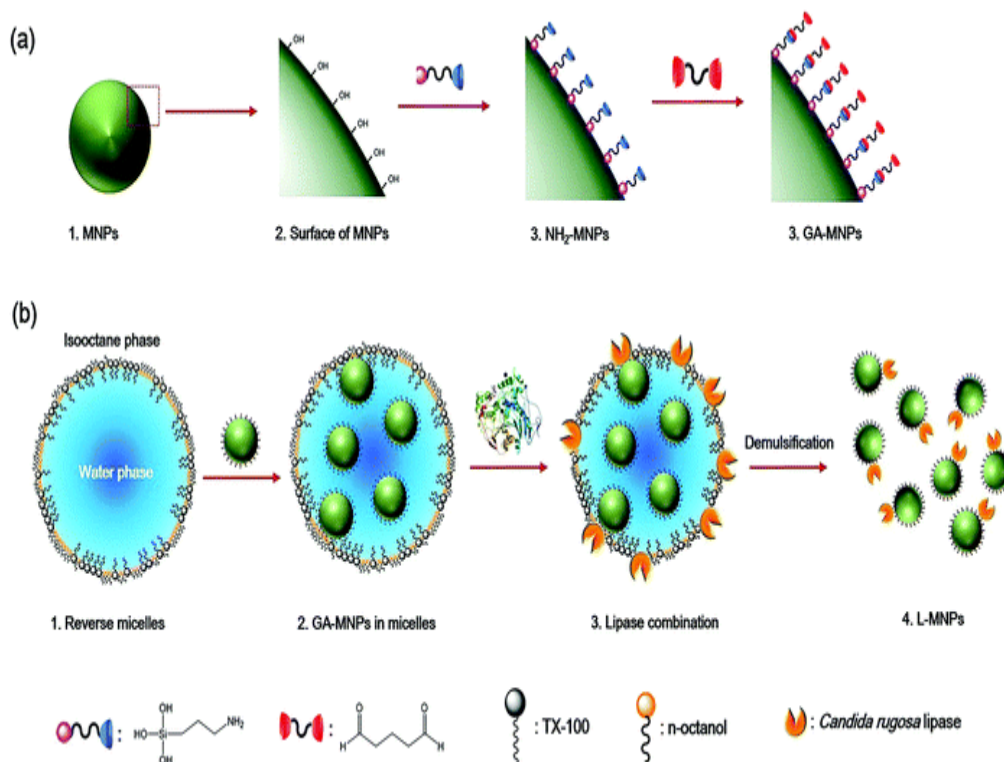 (a)
OH
OH
OH
OH
OH
OH
OH
1. MNPs
2. Surface of MNPs
3. NH₂-MNPs
3. GA-MNPs
(b)
Isooctane phase
Water phase
Demulsification
1. Reverse micelles
2. GA-MNPs in micelles
3. Lipase combination
4. L-MNPs
OH
HO
Si
NH₂
OH
:
:
O
O
H
H
: TX-100
: n-octanol
: Candida rugosa lipase